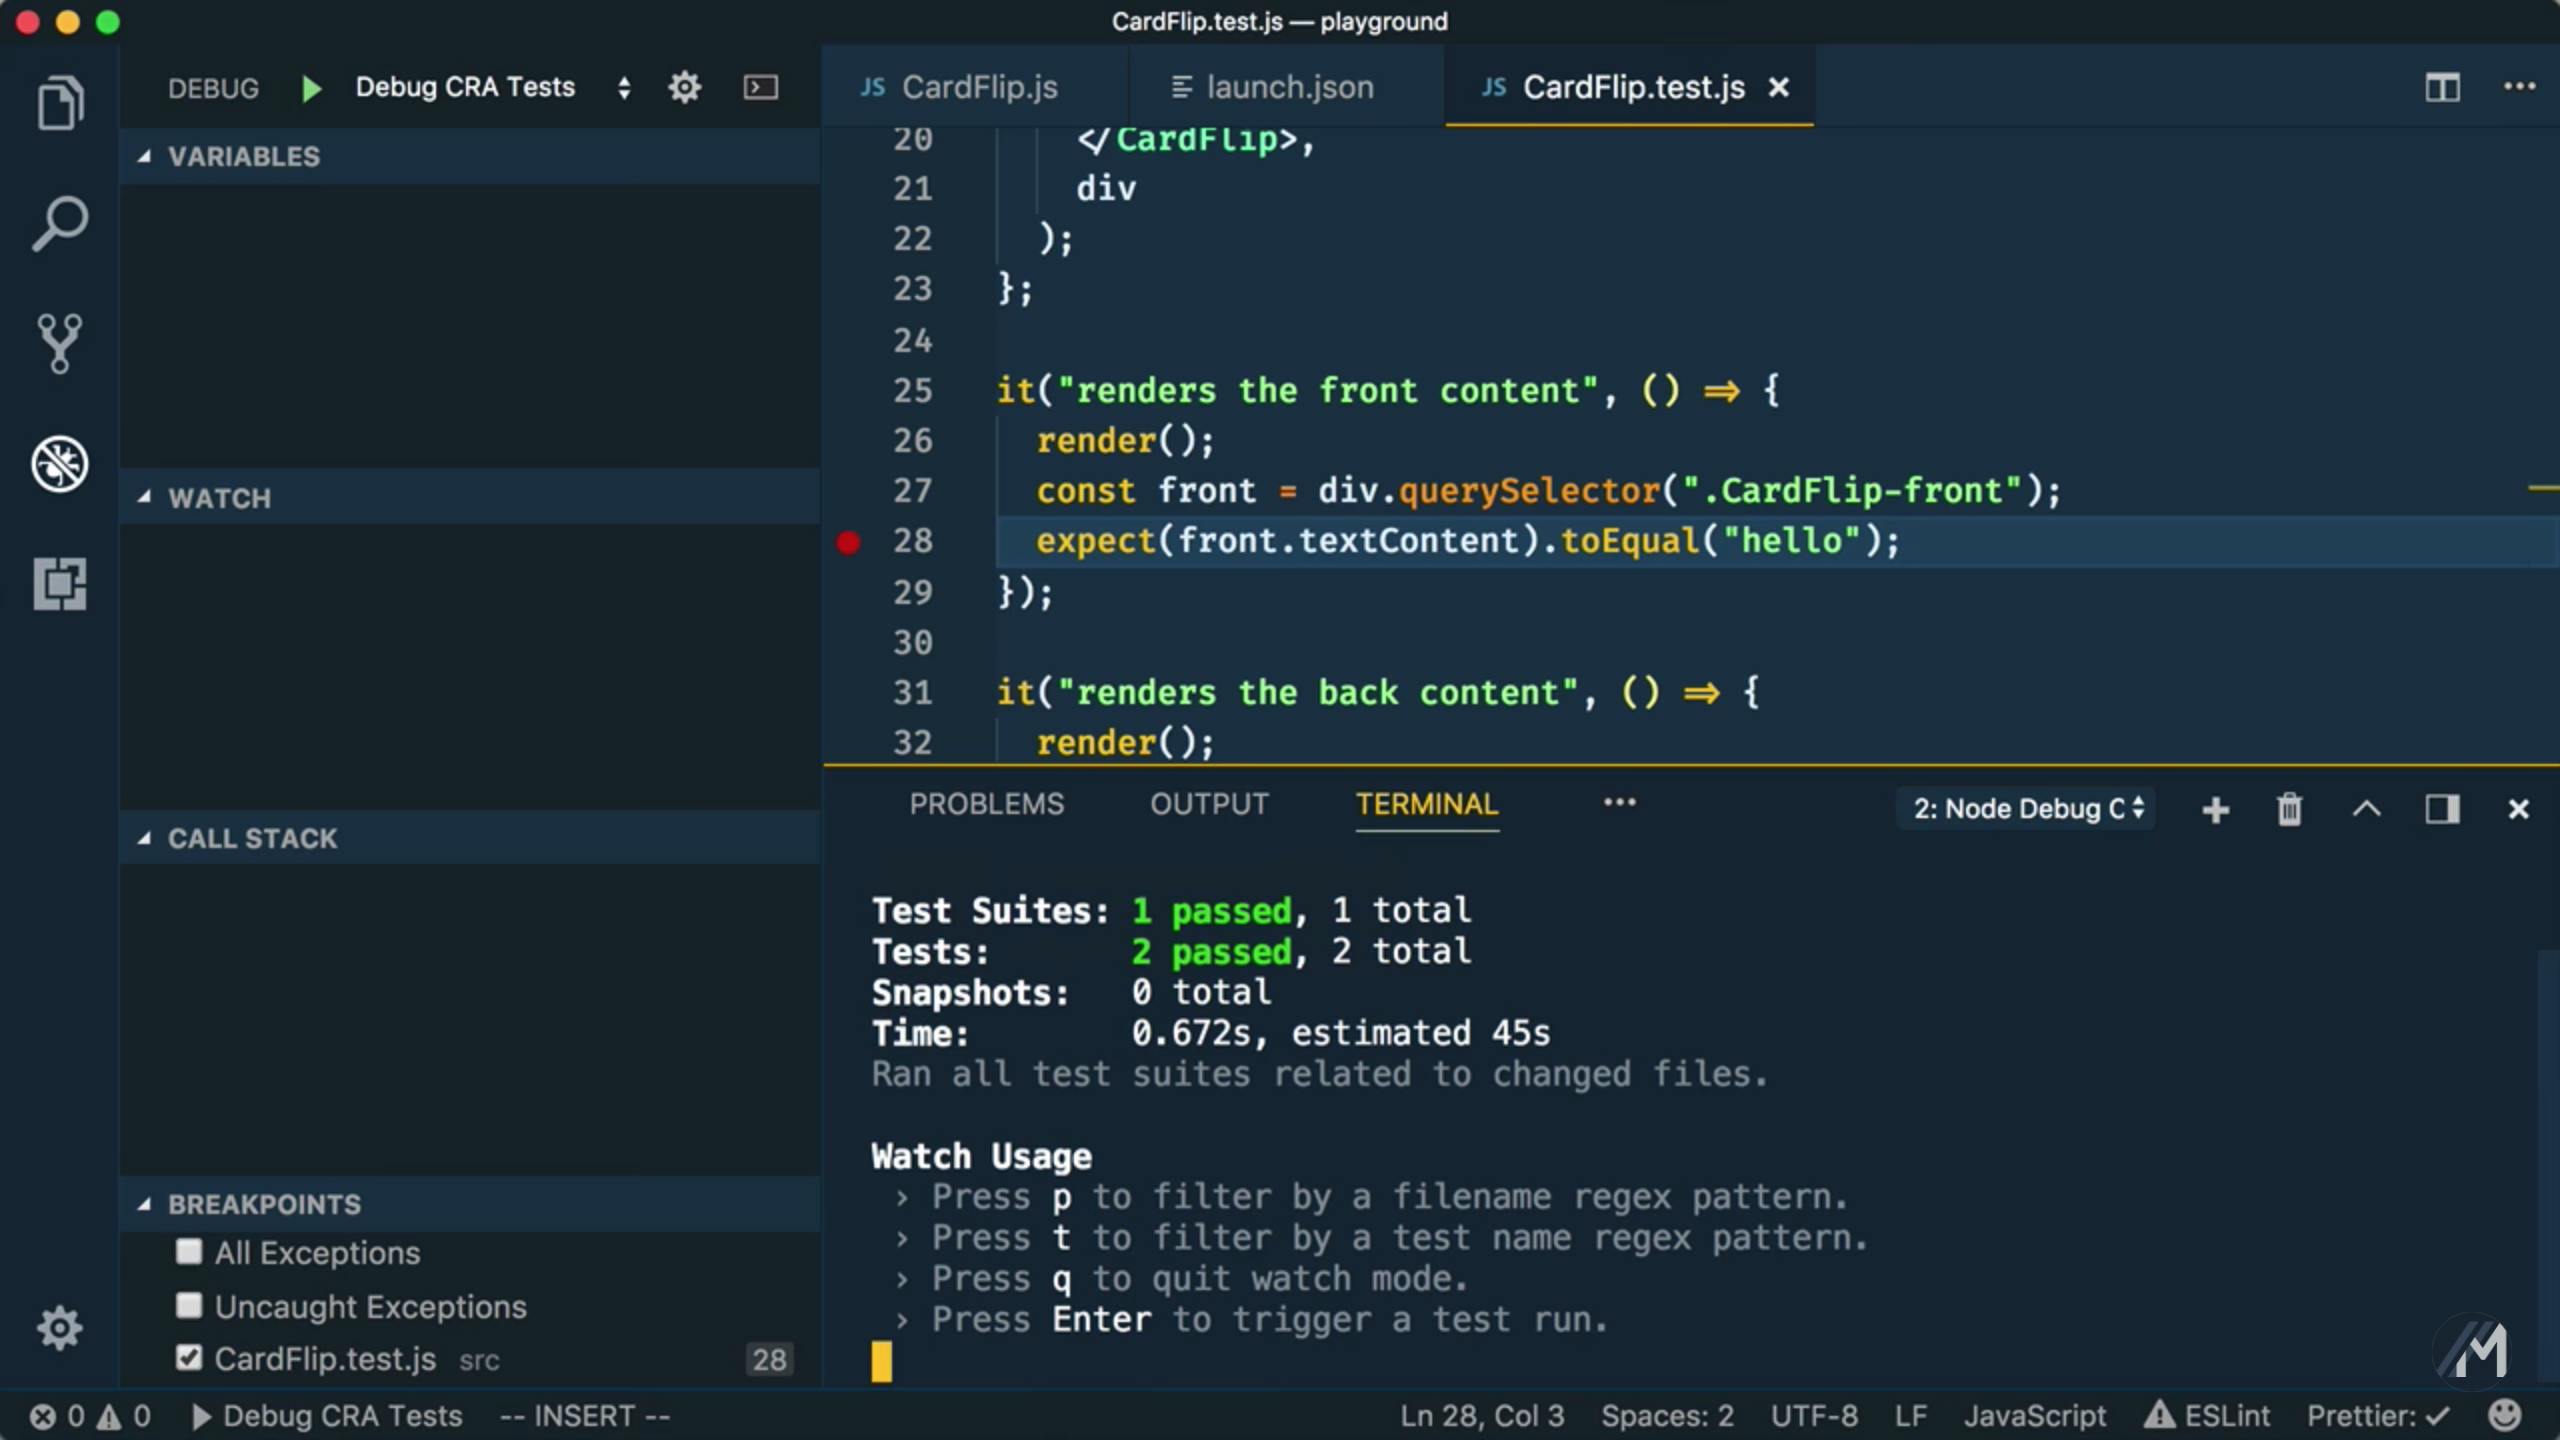 CardFlip.test.js — playground
DEBUG
Debug CRA Tests
VARIABLES
WATCH
CALL STACK
BREAKPOINTS
All Exceptions
Uncaught Exceptions
CardFlip.test.js src 28
JS CardFlip.js
launch.json
JS CardFlip.test.js
20 </CardFlip>,
21 div
22 );
23 };
24
25 it("renders the front content", () => {
26 render();
27 const front = div.querySelector(".CardFlip-front");
28 expect(front.textContent).toEqual("hello");
29 });
30
31 it("renders the back content", () => {
32 render();
PROBLEMS OUTPUT TERMINAL ...
2: Node Debug C
Test Suites: 1 passed, 1 total
Tests: 2 passed, 2 total
Snapshots: 0 total
Time: 0.672s, estimated 45s
Ran all test suites related to changed files.
Watch Usage
› Press p to filter by a filename regex pattern.
› Press t to filter by a test name regex pattern.
› Press q to quit watch mode.
› Press Enter to trigger a test run.
M
0 0 Debug CRA Tests -- INSERT -- Ln 28, Col 3 Spaces: 2 UTF-8 LF JavaScript ESLint Prettier: ✓